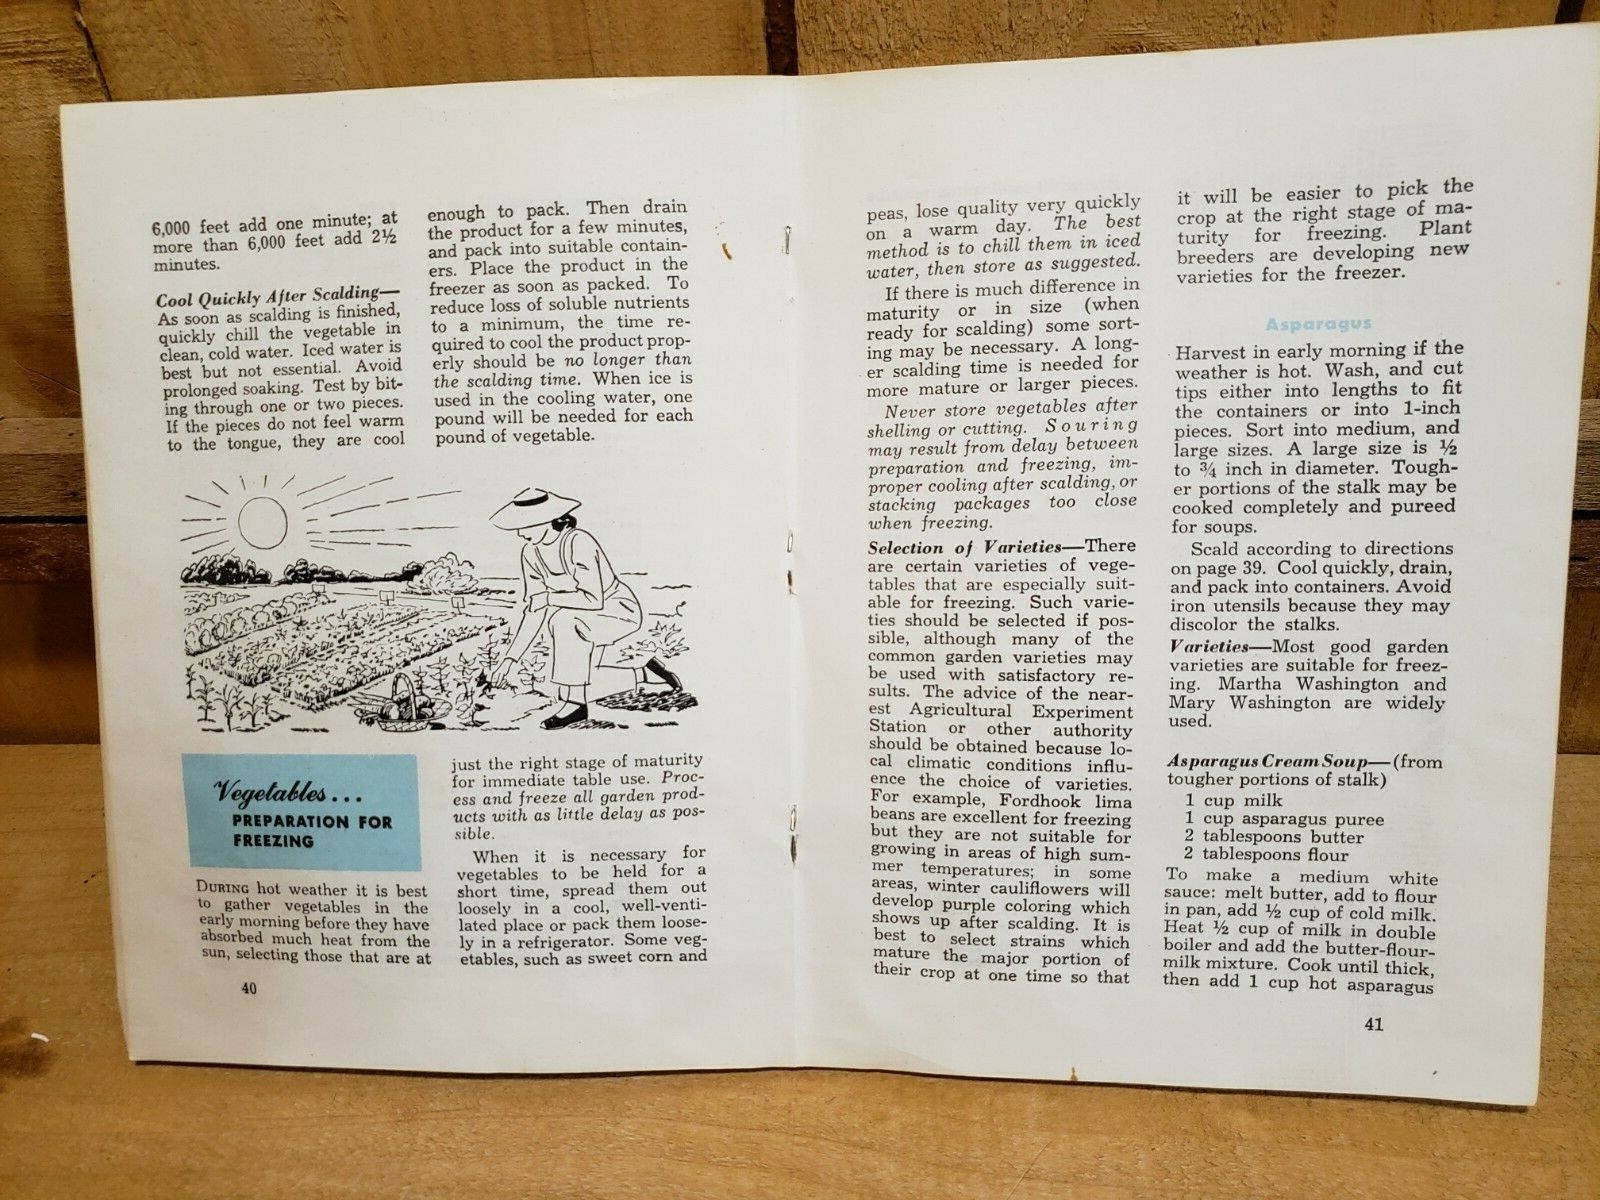 6,000 feet add one minute; at
more than 6,000 feet add 2½
minutes.
Cool Quickly After Scalding—
As soon as scalding is finished,
quickly chill the vegetable in
clean, cold water. Iced water is
best but not essential. Avoid
prolonged soaking. Test by bit-
ing through one or two pieces.
If the pieces do not feel warm
to the tongue, they are cool
enough to pack. Then drain
the product for a few minutes,
and pack into suitable contain-
ers. Place the product in the
freezer as soon as packed. To
reduce loss of soluble nutrients
to a minimum, the time re-
quired to cool the product prop-
erly should be no longer than
the scalding time. When ice is
used in the cooling water, one
pound will be needed for each
pound of vegetable.
Vegetables...
PREPARATION FOR
FREEZING
DURING hot weather it is best
to gather vegetables in the
early morning before they have
absorbed much heat from the
sun, selecting those that are at
just the right stage of maturity
for immediate table use. Proc-
ess and freeze all garden prod-
ucts with as little delay as pos-
sible.
When it is necessary for
vegetables to be held for a
short time, spread them out
loosely in a cool, well-venti-
lated place or pack them loose-
ly in a refrigerator. Some veg-
etables, such as sweet corn and
40
peas, lose quality very quickly
on a warm day. The best
method is to chill them in iced
water, then store as suggested.
If there is much difference in
maturity or in size (when
ready for scalding) some sort-
ing may be necessary. A long-
er scalding time is needed for
more mature or larger pieces.
Never store vegetables after
shelling or cutting. Souring
may result from delay between
preparation and freezing, im-
proper cooling after scalding, or
stacking packages too close
when freezing.
Selection of Varieties—There
are certain varieties of vege-
tables that are especially suit-
able for freezing. Such varie-
ties should be selected if pos-
sible, although many of the
common garden varieties may
be used with satisfactory re-
sults. The advice of the near-
est Agricultural Experiment
Station or other authority
should be obtained because lo-
cal climatic conditions influ-
ence the choice of varieties.
For example, Fordhook lima
beans are excellent for freezing
but they are not suitable for
growing in areas of high sum-
mer temperatures; in some
areas, winter cauliflowers will
develop purple coloring which
shows up after scalding. It is
best to select strains which
mature the major portion of
their crop at one time so that
it will be easier to pick the
crop at the right stage of ma-
turity for freezing. Plant
breeders are developing new
varieties for the freezer.
Asparagus
Harvest in early morning if the
weather is hot. Wash, and cut
tips either into lengths to fit
the containers or into 1-inch
pieces. Sort into medium, and
large sizes. A large size is ½
to ¾ inch in diameter. Tough-
er portions of the stalk may be
cooked completely and pureed
for soups.
Scald according to directions
on page 39. Cool quickly, drain,
and pack into containers. Avoid
iron utensils because they may
discolor the stalks.
Varieties—Most good garden
varieties are suitable for freez-
ing. Martha Washington and
Mary Washington are widely
used.
Asparagus Cream Soup—(from
tougher portions of stalk)
1 cup milk
1 cup asparagus puree
2 tablespoons butter
2 tablespoons flour
To make a medium white
sauce: melt butter, add to flour
in pan, add ½ cup of cold milk.
Heat ½ cup of milk in double
boiler and add the butter-flour-
milk mixture. Cook until thick,
then add 1 cup hot asparagus
41